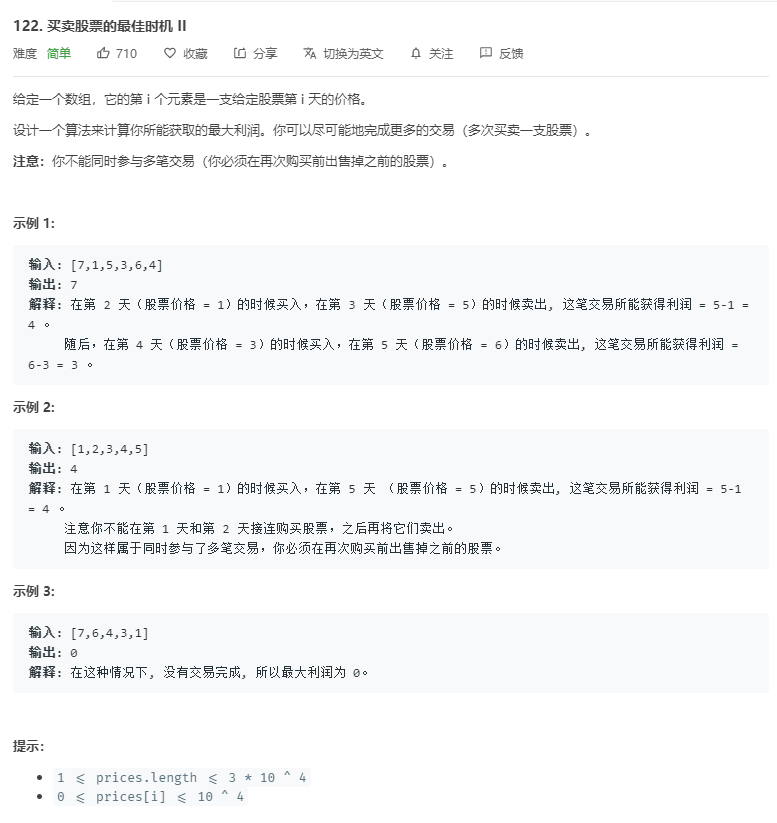 122. 买卖股票的最佳时机 II
难度 简单 710 收藏 分享 切换为英文 关注 反馈
给定一个数组，它的第 i 个元素是一支给定股票第 i 天的价格。
设计一个算法来计算你所能获取的最大利润。你可以尽可能地完成更多的交易（多次买卖一支股票）。
注意：你不能同时参与多笔交易（你必须在再次购买前出售掉之前的股票）。
示例 1:
输入: [7,1,5,3,6,4]
输出: 7
解释: 在第 2 天（股票价格 = 1）的时候买入，在第 3 天（股票价格 = 5）的时候卖出, 这笔交易所能获得利润 = 5-1 =
4 。
随后，在第 4 天（股票价格 = 3）的时候买入，在第 5 天（股票价格 = 6）的时候卖出, 这笔交易所能获得利润 =
6-3 = 3 。
示例 2:
输入: [1,2,3,4,5]
输出: 4
解释: 在第 1 天（股票价格 = 1）的时候买入，在第 5 天 （股票价格 = 5）的时候卖出, 这笔交易所能获得利润 = 5-1
= 4 。
注意你不能在第 1 天和第 2 天接连购买股票，之后再将它们卖出。
因为这样属于同时参与了多笔交易，你必须在再次购买前出售掉之前的股票。
示例 3:
输入: [7,6,4,3,1]
输出: 0
解释: 在这种情况下, 没有交易完成, 所以最大利润为 0。
提示：
1 <= prices.length <= 3 * 10 ^ 4
0 <= prices[i] <= 10 ^ 4